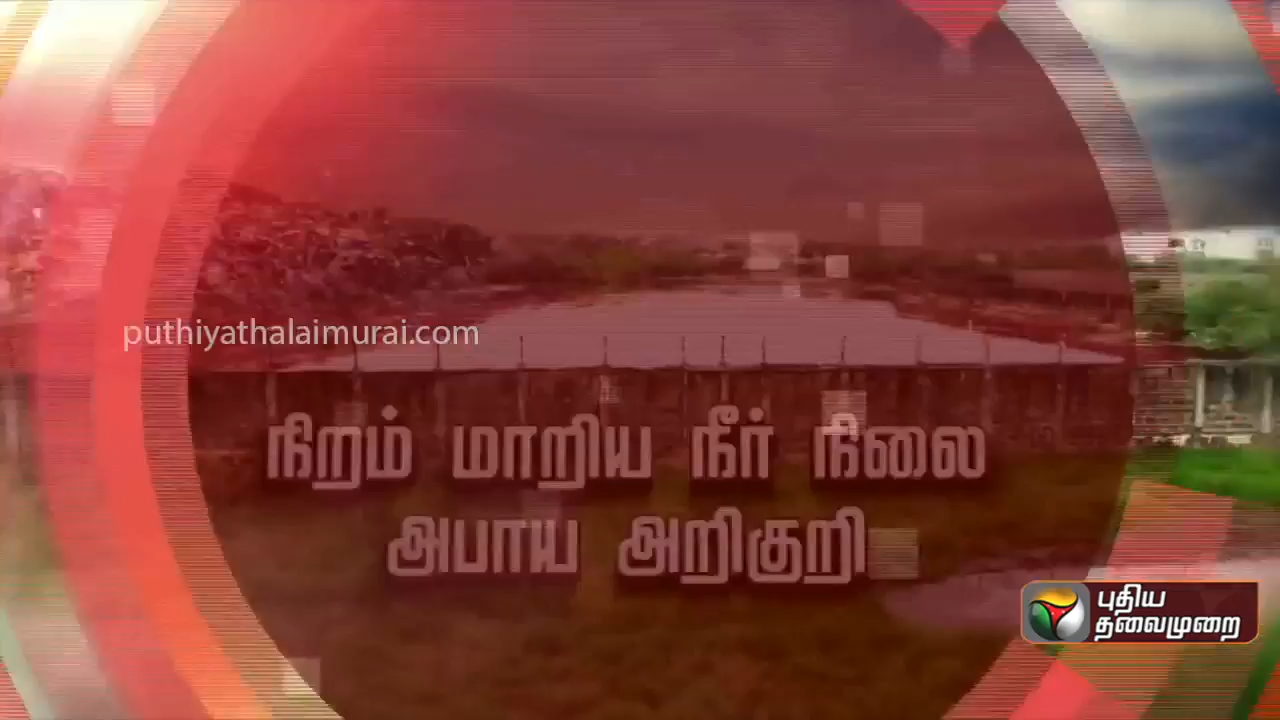 puthiyathalaimurai.com
நிறம் மாறிய நீர் நிலை
அபாய அறிகுறி
புதிய
தலைமுறை